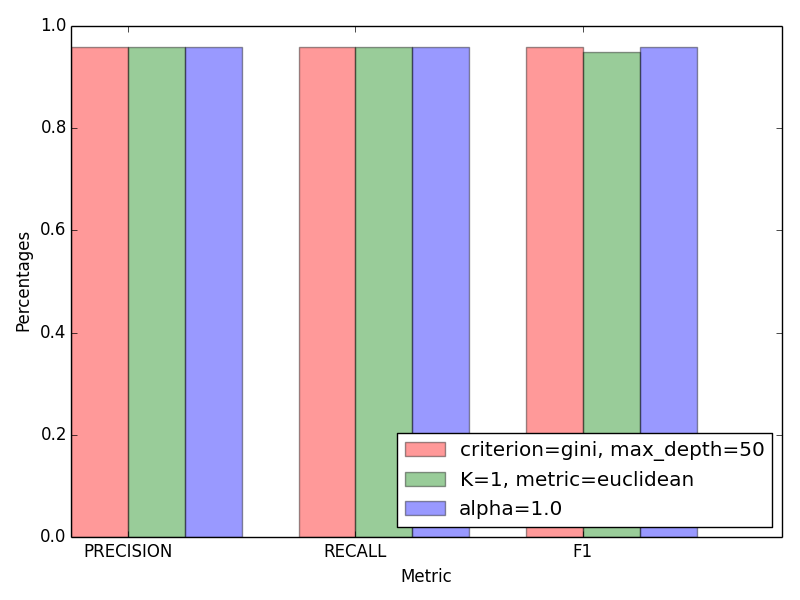 1.0
0.8
0.6
0.4
0.2
0.0
Percentages
criterion=gini, max_depth=50
K=1, metric=euclidean
alpha=1.0
PRECISION
RECALL
F1
Metric